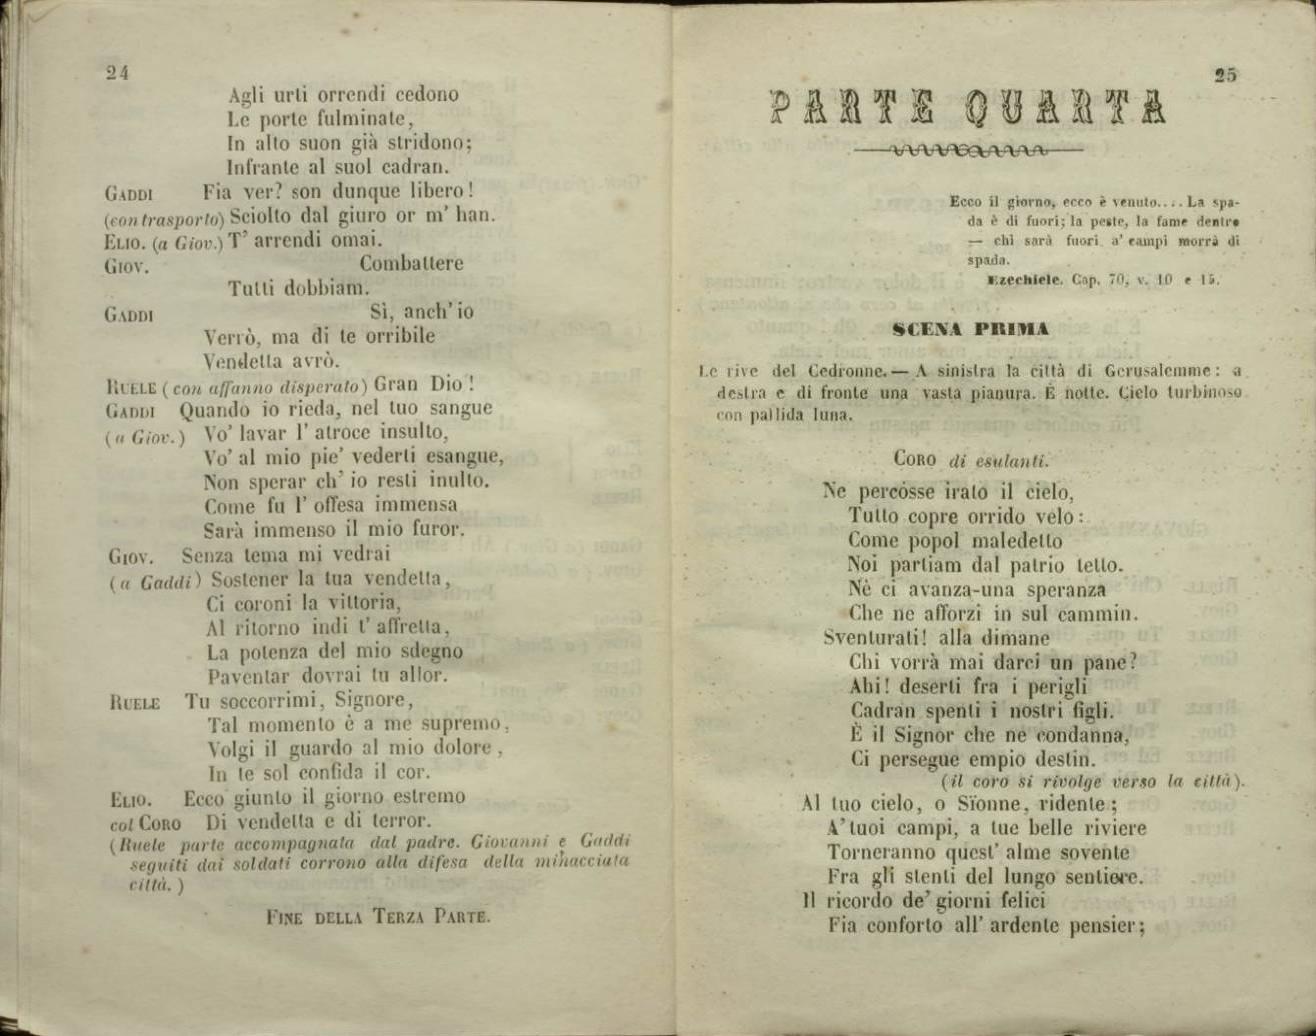 24
Agli urti orrendi cedono
Le porte fulminate,
In alto suon già stridono;
Infrante al suol cadran.
GADDI Fia ver? son dunque libero!
(con trasporto) Sciolto dal giuro or m' han.
ELIO. (a Giov.) T' arrendi omai.
GIOV. Combattere
Tutti dobbiam.
GADDI Sì, anch' io
Verrò, ma di te orribile
Vendetta avrò.
RUELE (con affanno disperato) Gran Dio!
GADDI Quando io rieda, nel tuo sangue
(a Giov.) Vo' lavar l' atroce insulto,
Vo' al mio pie' vederti esangue,
Non sperar ch' io resti inulto.
Come fu l' offesa immensa
Sarà immenso il mio furor.
GIOV. Senza tema mi vedrai
(a Gaddi) Sostener la tua vendetta,
Ci coroni la vittoria,
Al ritorno indi t' affretta,
La potenza del mio sdegno
Paventar dovrai tu allor.
RUELE Tu soccorrimi, Signore,
Tal momento è a me supremo,
Volgi il guardo al mio dolore,
In te sol confida il cor.
ELIO. Ecco giunto il giorno estremo
col CORO Di vendetta e di terror.
(Ruele parte accompagnata dal padre. Giovanni e Gaddi
seguiti dai soldati corrono alla difesa della minacciata
città.)
FINE DELLA TERZA PARTE.
25
PARTE QUARTA
Ecco il giorno, ecco è venuto.... La spa-
da è di fuori; la peste, la fame dentro
— chi sarà fuori a' campi morrà di
spada.
Ezechiele. Cap. 70, v. 10 e 15.
SCENA PRIMA
Le rive del Cedronne. — A sinistra la città di Gerusalemme: a
destra e di fronte una vasta pianura. È notte. Cielo turbinoso
con pallida luna.
CORO di esulanti.
Ne percòsse irato il cielo,
Tutto copre orrido velo:
Come popol maledetto
Noi partiam dal patrio tetto.
Nè ci avanza-una speranza
Che ne afforzi in sul cammin.
Sventurati! alla dimane
Chi vorrà mai darci un pane?
Ahi! deserti fra i perigli
Cadran spenti i nostri figli.
È il Signor che ne condanna,
Ci persegue empio destin.
(il coro si rivolge verso la città).
Al tuo cielo, o Sïonne, ridente;
A' tuoi campi, a tue belle riviere
Torneranno quest' alme sovente
Fra gli stenti del lungo sentiere.
Il ricordo de' giorni felici
Fia conforto all' ardente pensier;